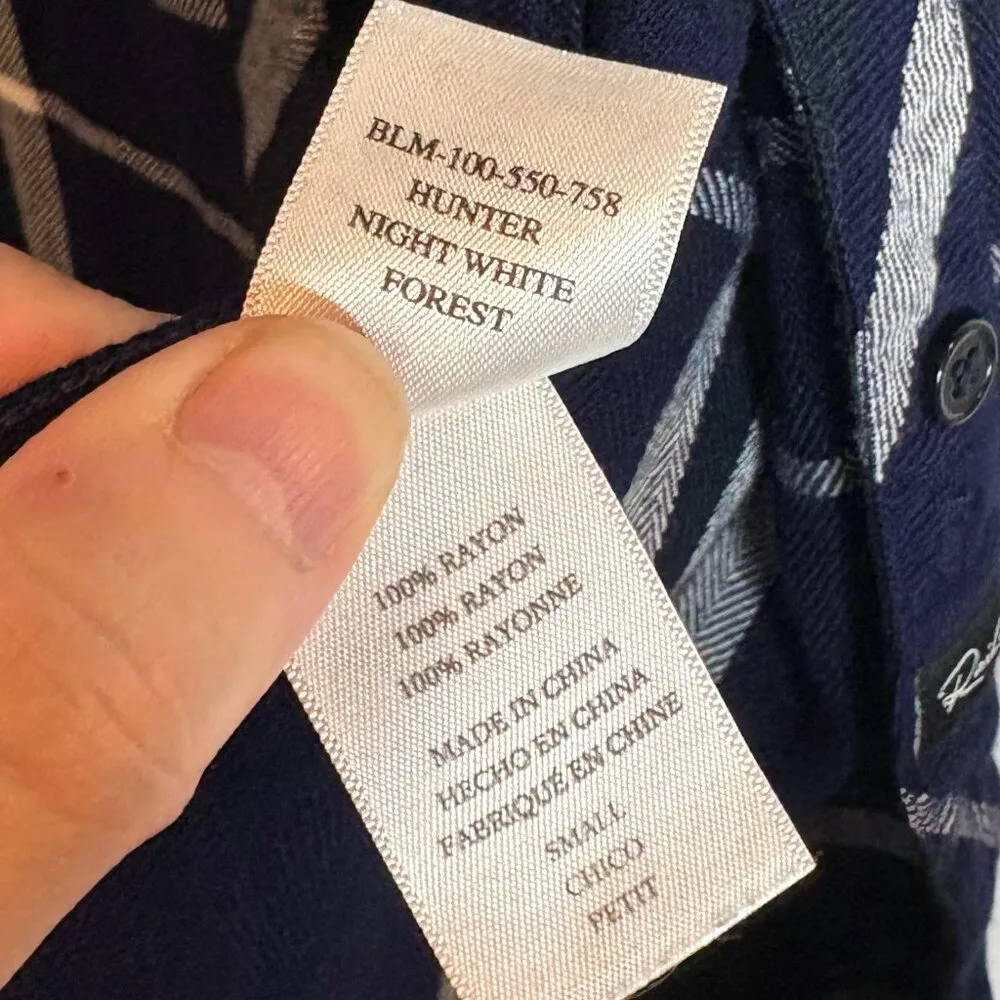 BLM-100-550-758
HUNTER
NIGHT WHITE
FOREST
100% RAYON
100% RAYON
100% RAYONNE
MADE IN CHINA
HECHO EN CHINA
FABRIQUÉ EN CHINE
SMALL
CHICO
PETIT